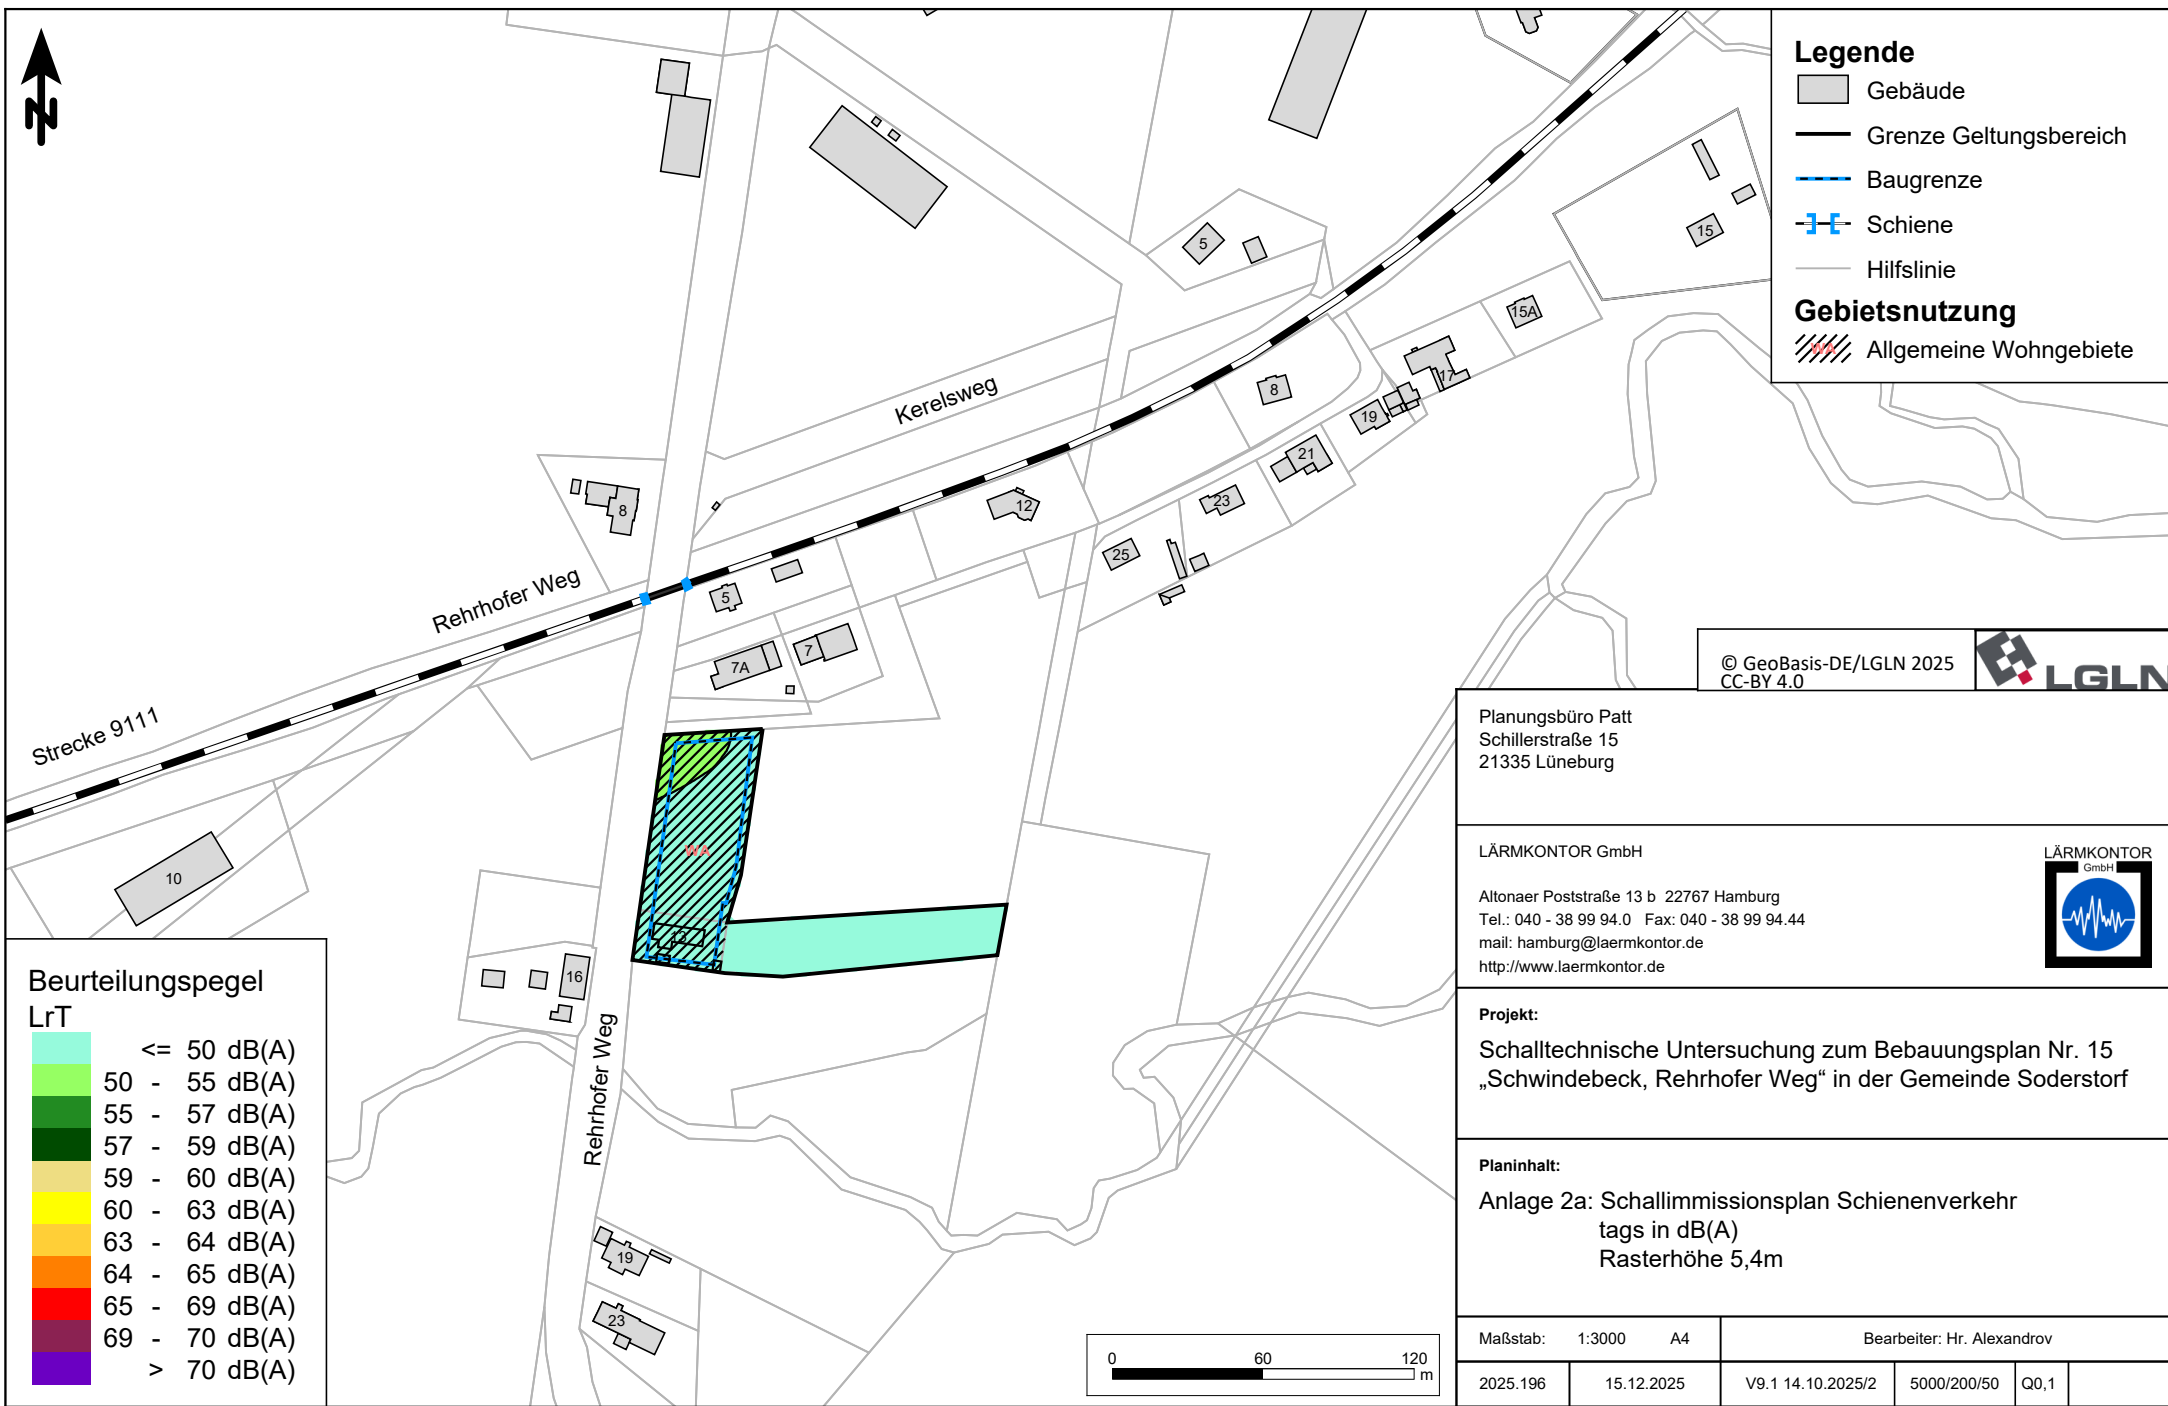 N
Legende
Gebäude
Grenze Geltungsbereich
Baugrenze
Schiene
Hilfslinie
Gebietsnutzung
WA Allgemeine Wohngebiete
5
15
15A
17
8
19
21
23
12
25
Kerelsweg
8
Rehrhofer Weg
5
7
7A
Strecke 9111
10
WA
13
16
Rehrhofer Weg
19
23
© GeoBasis-DE/LGLN 2025
CC-BY 4.0
LGLN
Planungsbüro Patt
Schillerstraße 15
21335 Lüneburg
LÄRMKONTOR GmbH
Altonaer Poststraße 13 b 22767 Hamburg
Tel.: 040 - 38 99 94.0 Fax: 040 - 38 99 94.44
mail: hamburg@laermkontor.de
http://www.laermkontor.de
LÄRMKONTOR
GmbH
Projekt:
Schalltechnische Untersuchung zum Bebauungsplan Nr. 15
„Schwindebeck, Rehrhofer Weg“ in der Gemeinde Soderstorf
Planinhalt:
Anlage 2a: Schallimmissionsplan Schienenverkehr
tags in dB(A)
Rasterhöhe 5,4m
Maßstab: 1:3000 A4 Bearbeiter: Hr. Alexandrov
2025.196 15.12.2025 V9.1 14.10.2025/2 5000/200/50 Q0,1
Beurteilungspegel
LrT
<= 50 dB(A)
50 - 55 dB(A)
55 - 57 dB(A)
57 - 59 dB(A)
59 - 60 dB(A)
60 - 63 dB(A)
63 - 64 dB(A)
64 - 65 dB(A)
65 - 69 dB(A)
69 - 70 dB(A)
> 70 dB(A)
0 60 120
m